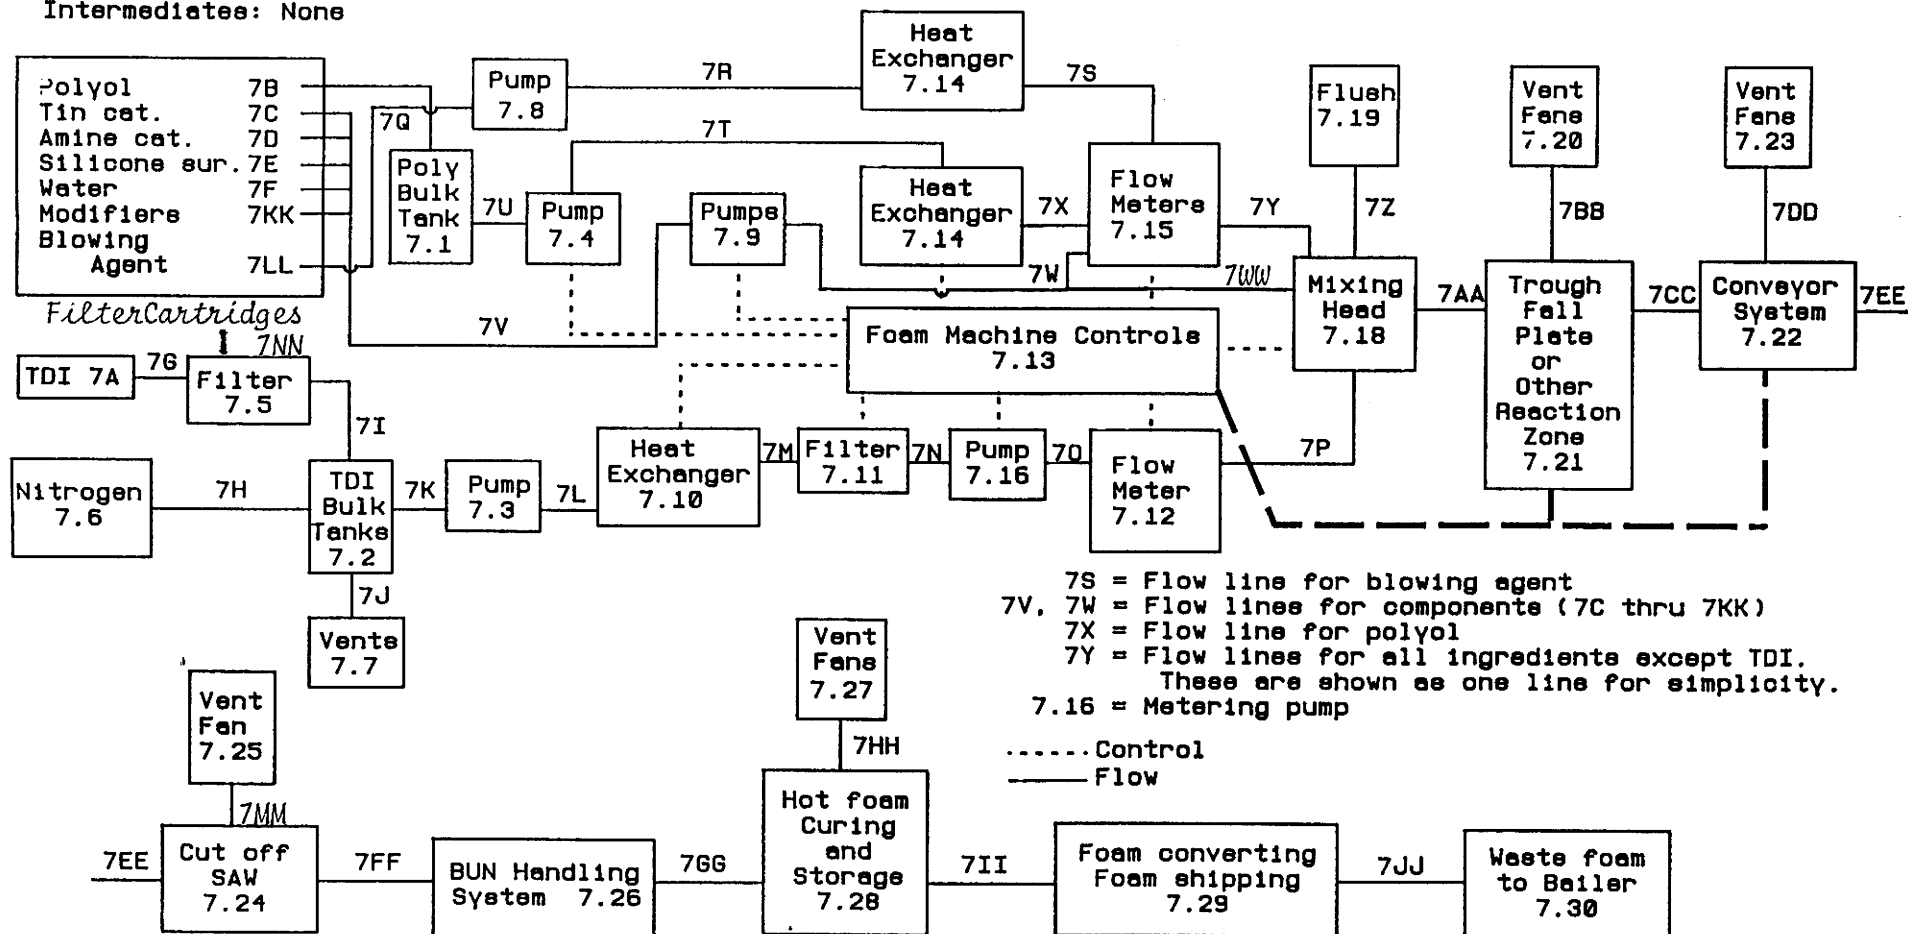 Intermediates: None
Polyol 7B
Tin cat. 7C
Amine cat. 7D
Silicone sur. 7E
Water 7F
Modifiers 7KK
Blowing
Agent 7LL
FilterCartridges
7NN
7Q
Pump
7.8
7R
Heat
Exchanger
7.14
7S
Poly
Bulk
Tank
7.1
7U
Pump
7.4
7T
Pumps
7.9
Heat
Exchanger
7.14
7X
Flow
Meters
7.15
7Y
7W
7WW
7V
Flush
7.19
7Z
Mixing
Head
7.18
7AA
Vent
Fans
7.20
7BB
Trough
Fall
Plate
or
Other
Reaction
Zone
7.21
7CC
Vent
Fans
7.23
7DD
Conveyor
System
7.22
7EE
Foam Machine Controls
7.13
TDI 7A
7G
Filter
7.5
7I
Nitrogen
7.6
7H
TDI
Bulk
Tanks
7.2
7J
Vents
7.7
7K
Pump
7.3
7L
Heat
Exchanger
7.10
7M
Filter
7.11
7N
Pump
7.16
7O
Flow
Meter
7.12
7P
7S = Flow line for blowing agent
7V, 7W = Flow lines for components (7C thru 7KK)
7X = Flow line for polyol
7Y = Flow lines for all ingredients except TDI.
These are shown as one line for simplicity.
7.16 = Metering pump
Control
Flow
Vent
Fan
7.25
7MM
7EE
Cut off
SAW
7.24
7FF
BUN Handling
System 7.26
7GG
Vent
Fans
7.27
7HH
Hot foam
Curing
and
Storage
7.28
7II
Foam converting
Foam shipping
7.29
7JJ
Waste foam
to Bailer
7.30